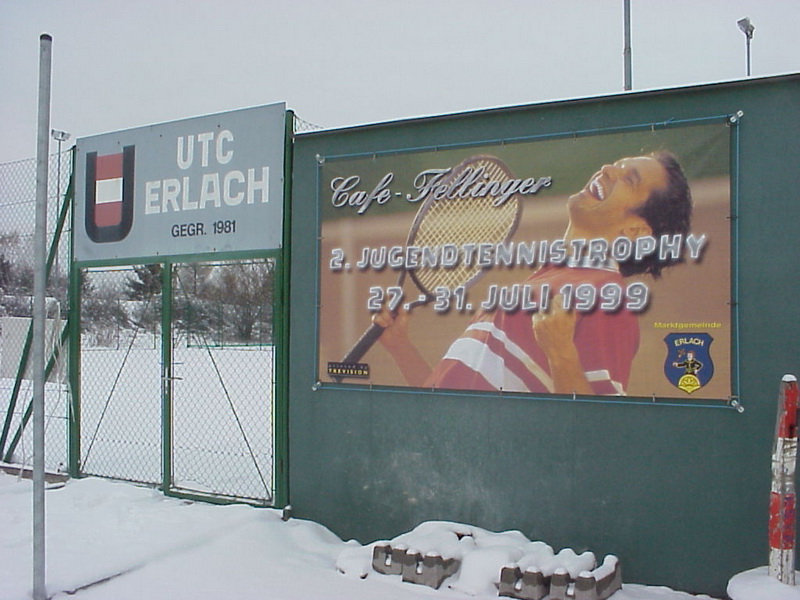 UTC
ERLACH
GEGR. 1981
Cafe-Fellinger
2. JUGENDTENNISTROPHY
27.-31. JULI 1999
Marktgemeinde
ERLACH